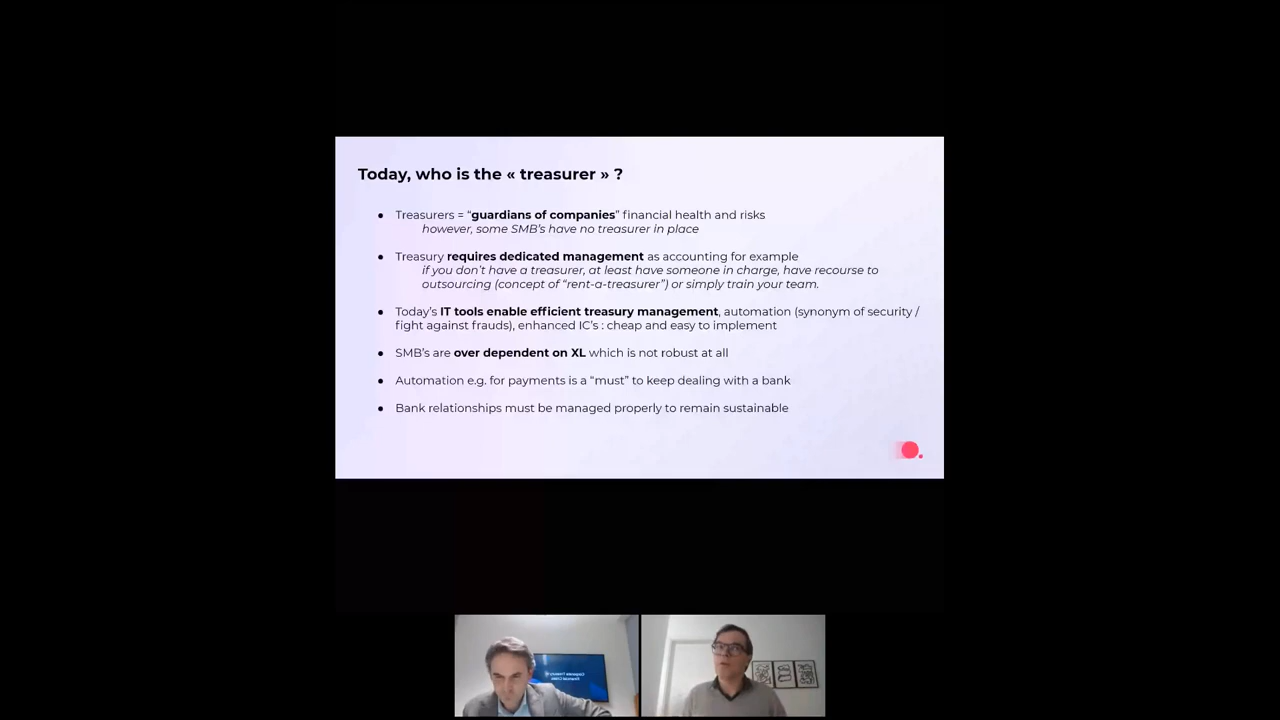 Today, who is the « treasurer » ?
● Treasurers = “guardians of companies” financial health and risks
however, some SMB’s have no treasurer in place
● Treasury requires dedicated management as accounting for example
if you don’t have a treasurer, at least have someone in charge, have recourse to
outsourcing (concept of “rent-a-treasurer”) or simply train your team.
● Today’s IT tools enable efficient treasury management, automation (synonym of security /
fight against frauds), enhanced IC’s : cheap and easy to implement
● SMB’s are over dependent on XL which is not robust at all
● Automation e.g. for payments is a “must” to keep dealing with a bank
● Bank relationships must be managed properly to remain sustainable
Corporate Treasury
Financial Crises